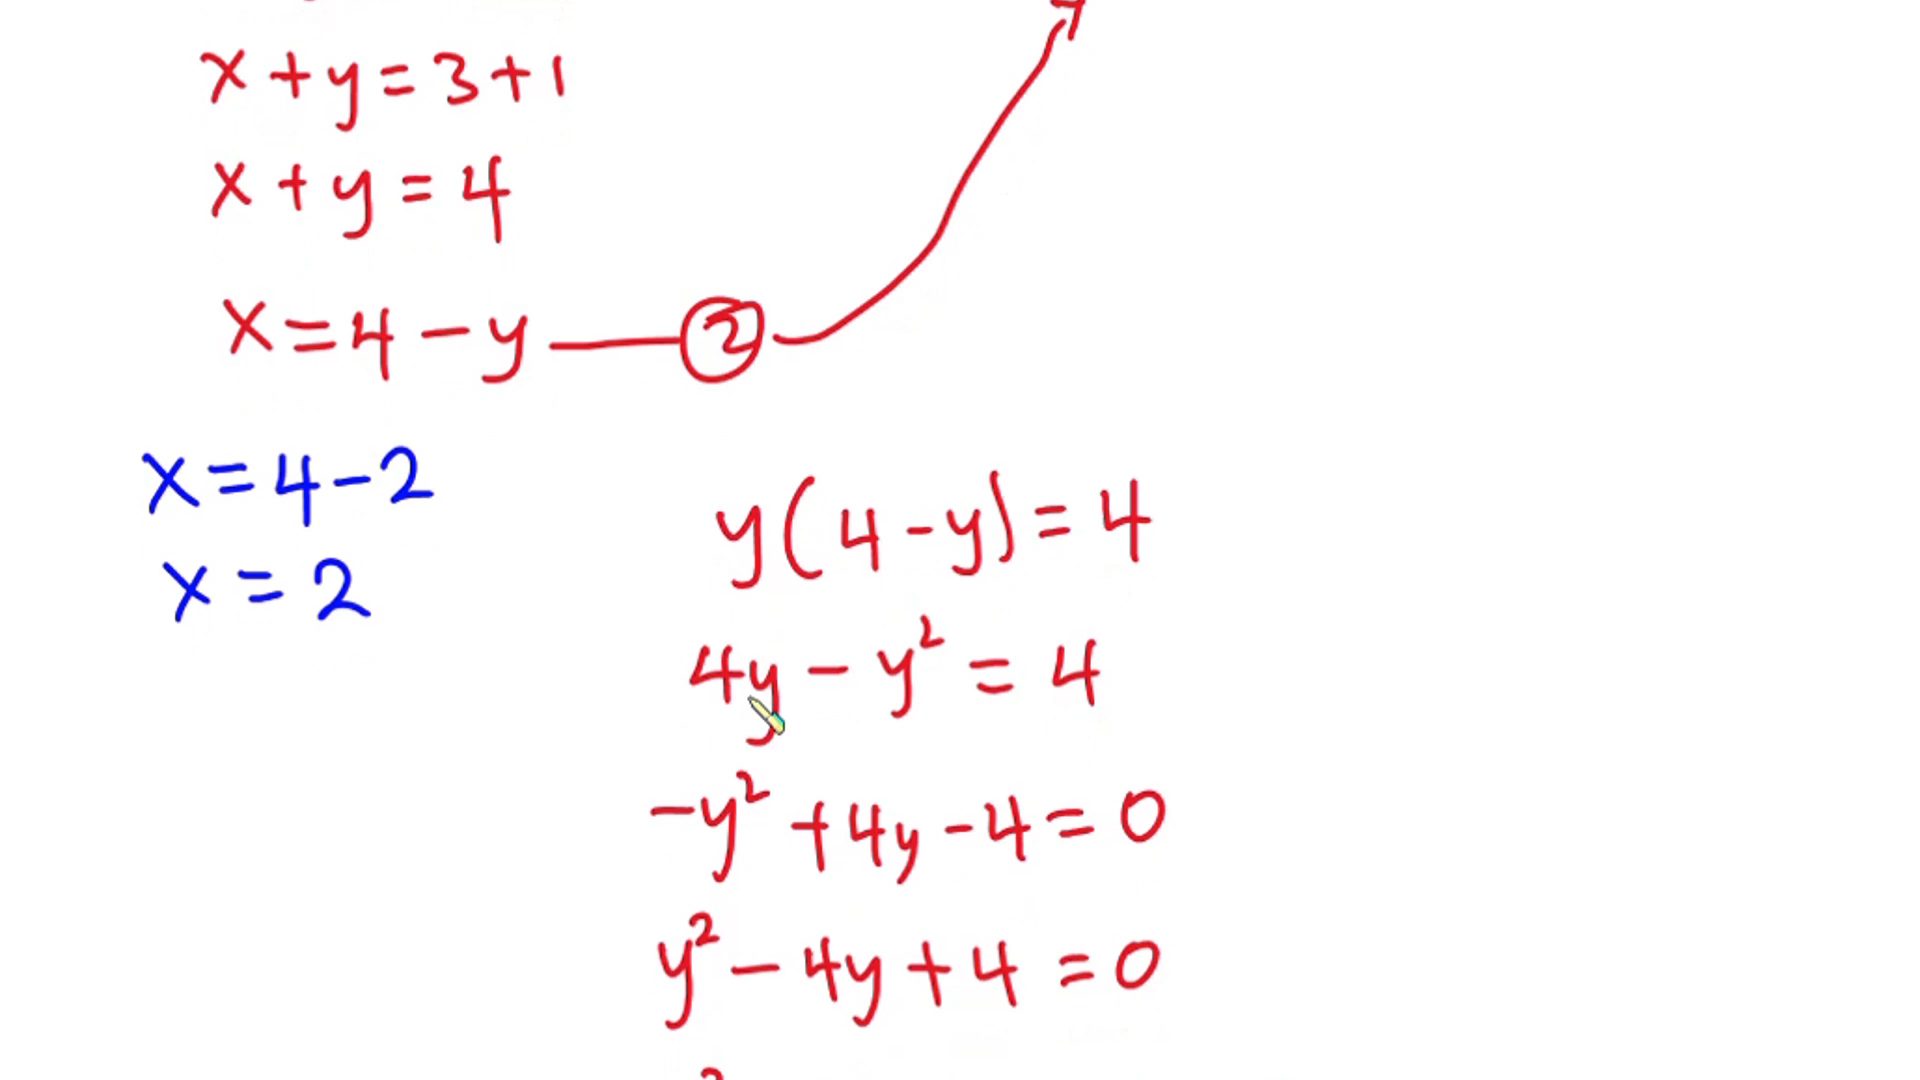 x + y = 3 + 1
x + y = 4
x = 4 - y — ②
x = 4 - 2
x = 2
y(4 - y) = 4
4y - y² = 4
-y² + 4y - 4 = 0
y² - 4y + 4 = 0